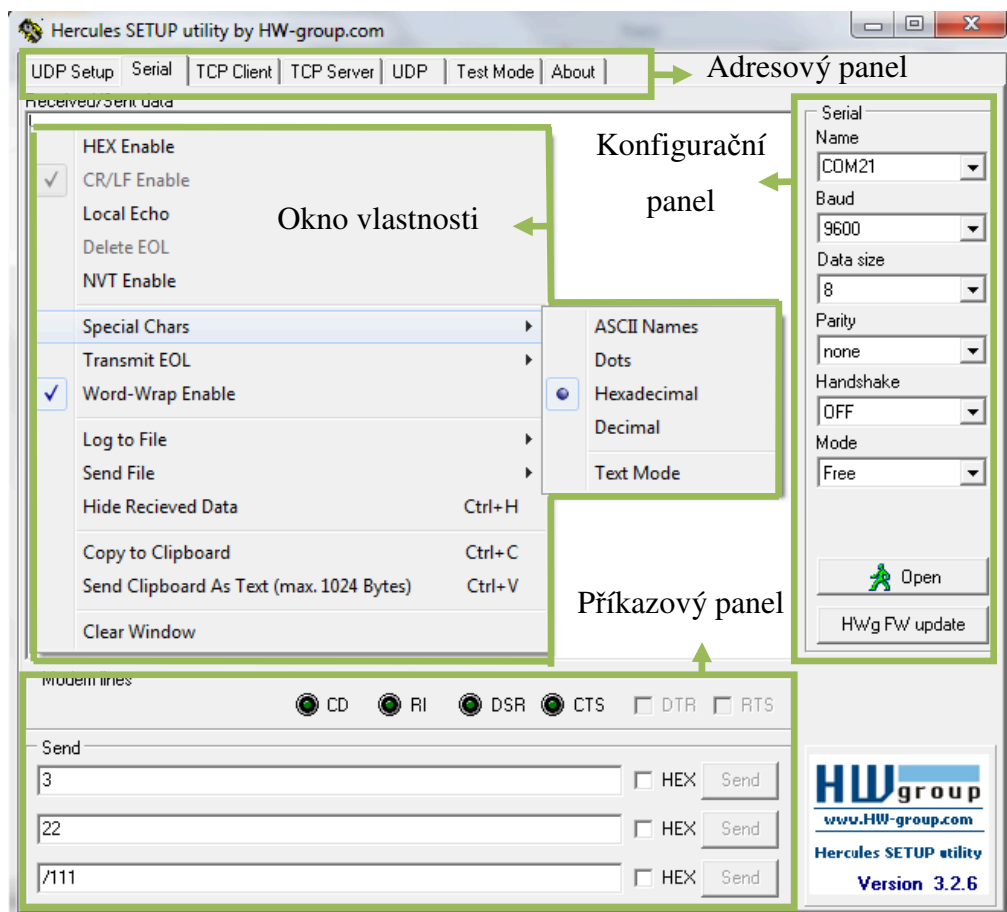 Hercules SETUP utility by HW-group.com
UDP Setup Serial TCP Client TCP Server UDP Test Mode About
Adresový panel
Received/Sent data
HEX Enable
CR/LF Enable
Local Echo
Delete EOL
NVT Enable
Special Chars
Transmit EOL
Word-Wrap Enable
Log to File
Send File
Hide Recieved Data Ctrl+H
Copy to Clipboard Ctrl+C
Send Clipboard As Text (max. 1024 Bytes) Ctrl+V
Clear Window
Okno vlastnosti
ASCII Names
Dots
Hexadecimal
Decimal
Text Mode
Konfigurační
panel
Serial
Name
COM21
Baud
9600
Data size
8
Parity
none
Handshake
OFF
Mode
Free
Open
HWg FW update
Příkazový panel
Modem lines
CD RI DSR CTS DTR RTS
Send
3 HEX Send
22 HEX Send
/111 HEX Send
HWgroup
www.HW-group.com
Hercules SETUP utility
Version 3.2.6